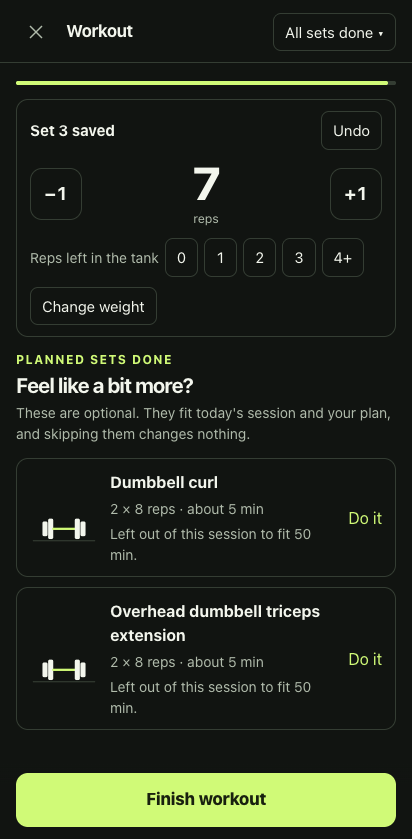 Workout
All sets done ▾
Set 3 saved
Undo
−1
7
+1
reps
Reps left in the tank
0
1
2
3
4+
Change weight
PLANNED SETS DONE
Feel like a bit more?
These are optional. They fit today's session and your plan,
and skipping them changes nothing.
Dumbbell curl
2 × 8 reps · about 5 min
Left out of this session to fit 50
min.
Do it
Overhead dumbbell triceps
extension
2 × 8 reps · about 5 min
Left out of this session to fit 50
min.
Do it
Finish workout